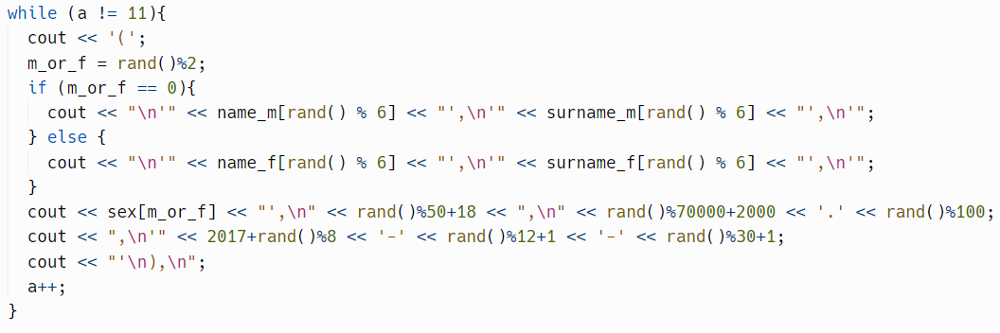 while (a != 11){
cout << '(';
m_or_f = rand()%2;
if (m_or_f == 0){
cout << "\n'" << name_m[rand() % 6] << "',\n'" << surname_m[rand() % 6] << "',\n'";
} else {
cout << "\n'" << name_f[rand() % 6] << "',\n'" << surname_f[rand() % 6] << "',\n'";
}
cout << sex[m_or_f] << "',\n" << rand()%50+18 << ",\n" << rand()%70000+2000 << '.' << rand()%100;
cout << ",\n'" << 2017+rand()%8 << '-' << rand()%12+1 << '-' << rand()%30+1;
cout << "'\n),\n";
a++;
}